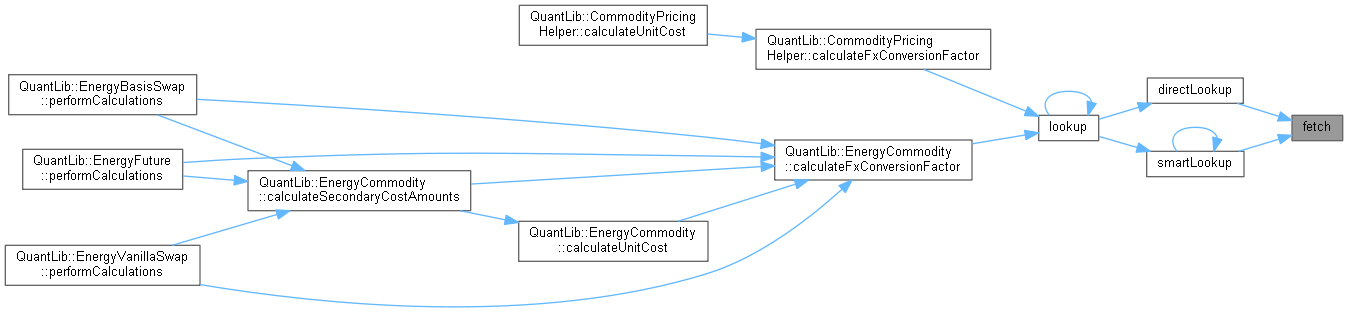 QuantLib::CommodityPricing
Helper::calculateUnitCost
QuantLib::CommodityPricing
Helper::calculateFxConversionFactor
QuantLib::EnergyBasisSwap
::performCalculations
directLookup
lookup
fetch
QuantLib::EnergyFuture
::performCalculations
QuantLib::EnergyCommodity
::calculateFxConversionFactor
smartLookup
QuantLib::EnergyCommodity
::calculateSecondaryCostAmounts
QuantLib::EnergyCommodity
::calculateUnitCost
QuantLib::EnergyVanillaSwap
::performCalculations